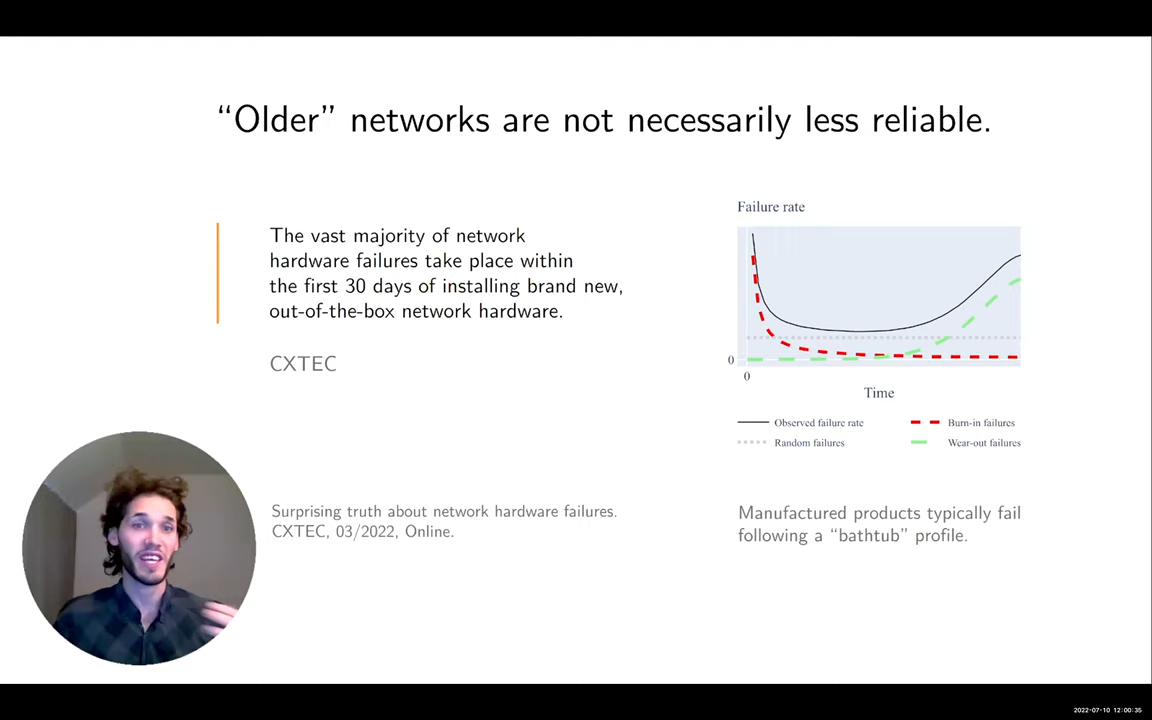 “Older” networks are not necessarily less reliable.
The vast majority of network
hardware failures take place within
the first 30 days of installing brand new,
out-of-the-box network hardware.
CXTEC
Surprising truth about network hardware failures.
CXTEC, 03/2022, Online.
Failure rate
0
0
Time
Observed failure rate
Burn-in failures
Random failures
Wear-out failures
Manufactured products typically fail
following a “bathtub” profile.
2022-07-10 12:00:35